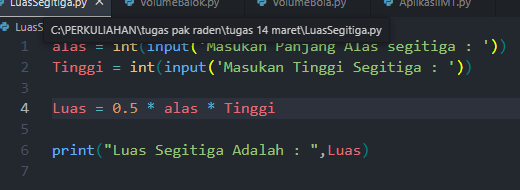 LuasSegitiga.py
VolumeBalok.py
VolumeBola.py
AplikasiIMT.py
LuasS
C:\PERKULIAHAN\tugas pak raden\tugas 14 maret\LuasSegitiga.py
1 alas = int(input('Masukan Panjang Alas segitiga : '))
2 Tinggi = int(input('Masukan Tinggi Segitiga : '))
3
4 Luas = 0.5 * alas * Tinggi
5
6 print("Luas Segitiga Adalah : ",Luas)
7